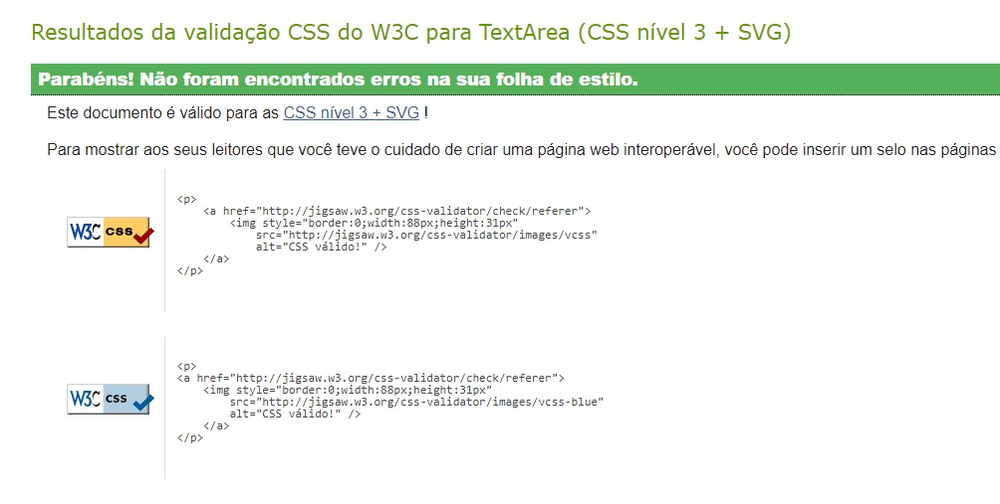 Resultados da validação CSS do W3C para TextArea (CSS nível 3 + SVG)
Parabéns! Não foram encontrados erros na sua folha de estilo.
Este documento é válido para as CSS nível 3 + SVG !
Para mostrar aos seus leitores que você teve o cuidado de criar uma página web interoperável, você pode inserir um selo nas páginas
W3C css
<p>
<a href="http://jigsaw.w3.org/css-validator/check/referer">
<img style="border:0;width:88px;height:31px"
src="http://jigsaw.w3.org/css-validator/images/vcss"
alt="CSS válido!" />
</a>
</p>
W3C css
<p>
<a href="http://jigsaw.w3.org/css-validator/check/referer">
<img style="border:0;width:88px;height:31px"
src="http://jigsaw.w3.org/css-validator/images/vcss-blue"
alt="CSS válido!" />
</a>
</p>